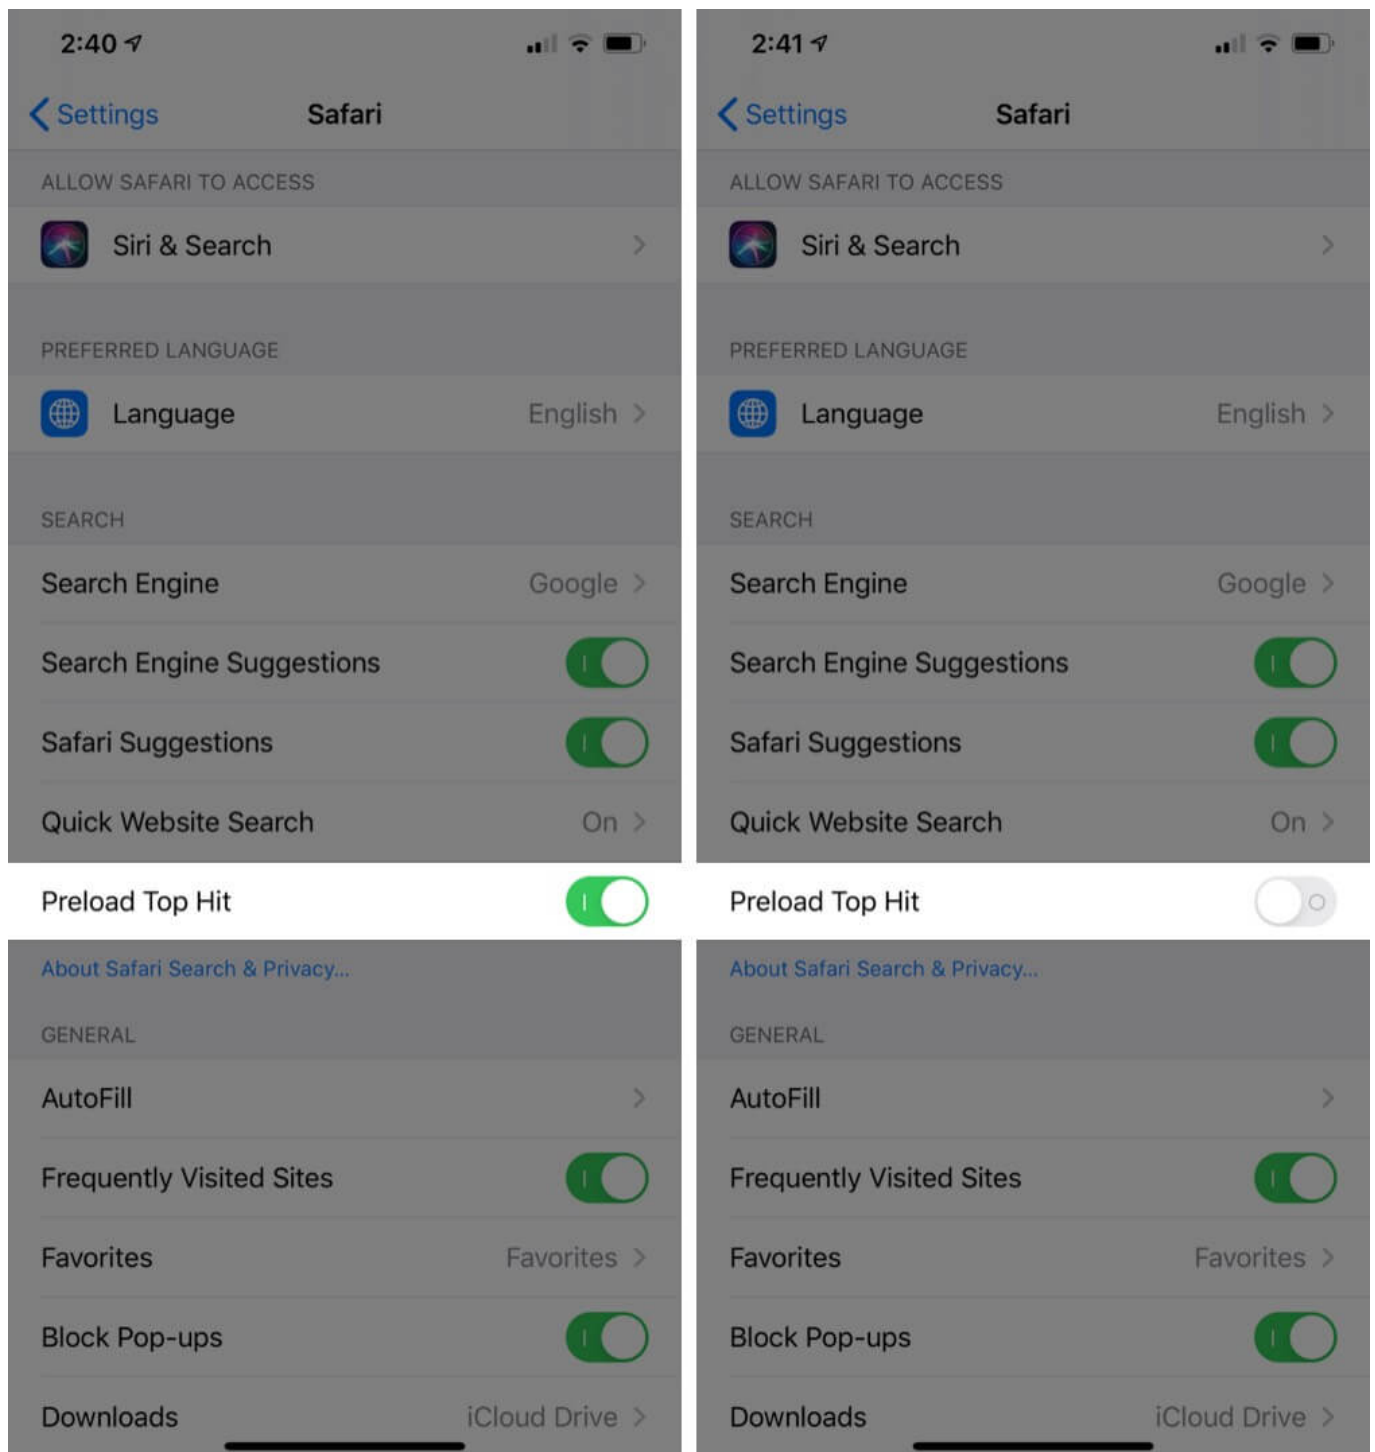 2:40
Settings
Safari
ALLOW SAFARI TO ACCESS
Siri & Search
PREFERRED LANGUAGE
Language
English
SEARCH
Search Engine
Google
Search Engine Suggestions
Safari Suggestions
Quick Website Search
On
Preload Top Hit
About Safari Search & Privacy...
GENERAL
AutoFill
Frequently Visited Sites
Favorites
Favorites
Block Pop-ups
Downloads
iCloud Drive
2:41
Settings
Safari
ALLOW SAFARI TO ACCESS
Siri & Search
PREFERRED LANGUAGE
Language
English
SEARCH
Search Engine
Google
Search Engine Suggestions
Safari Suggestions
Quick Website Search
On
Preload Top Hit
About Safari Search & Privacy...
GENERAL
AutoFill
Frequently Visited Sites
Favorites
Favorites
Block Pop-ups
Downloads
iCloud Drive